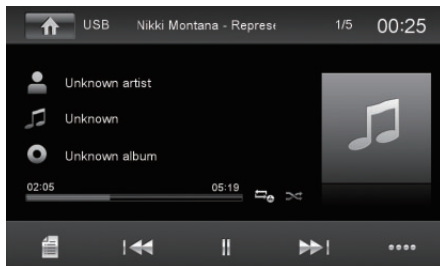 USB Nikki Montana - Represe 1/5 00:25
Unknown artist
Unknown
Unknown album
02:05 05:19